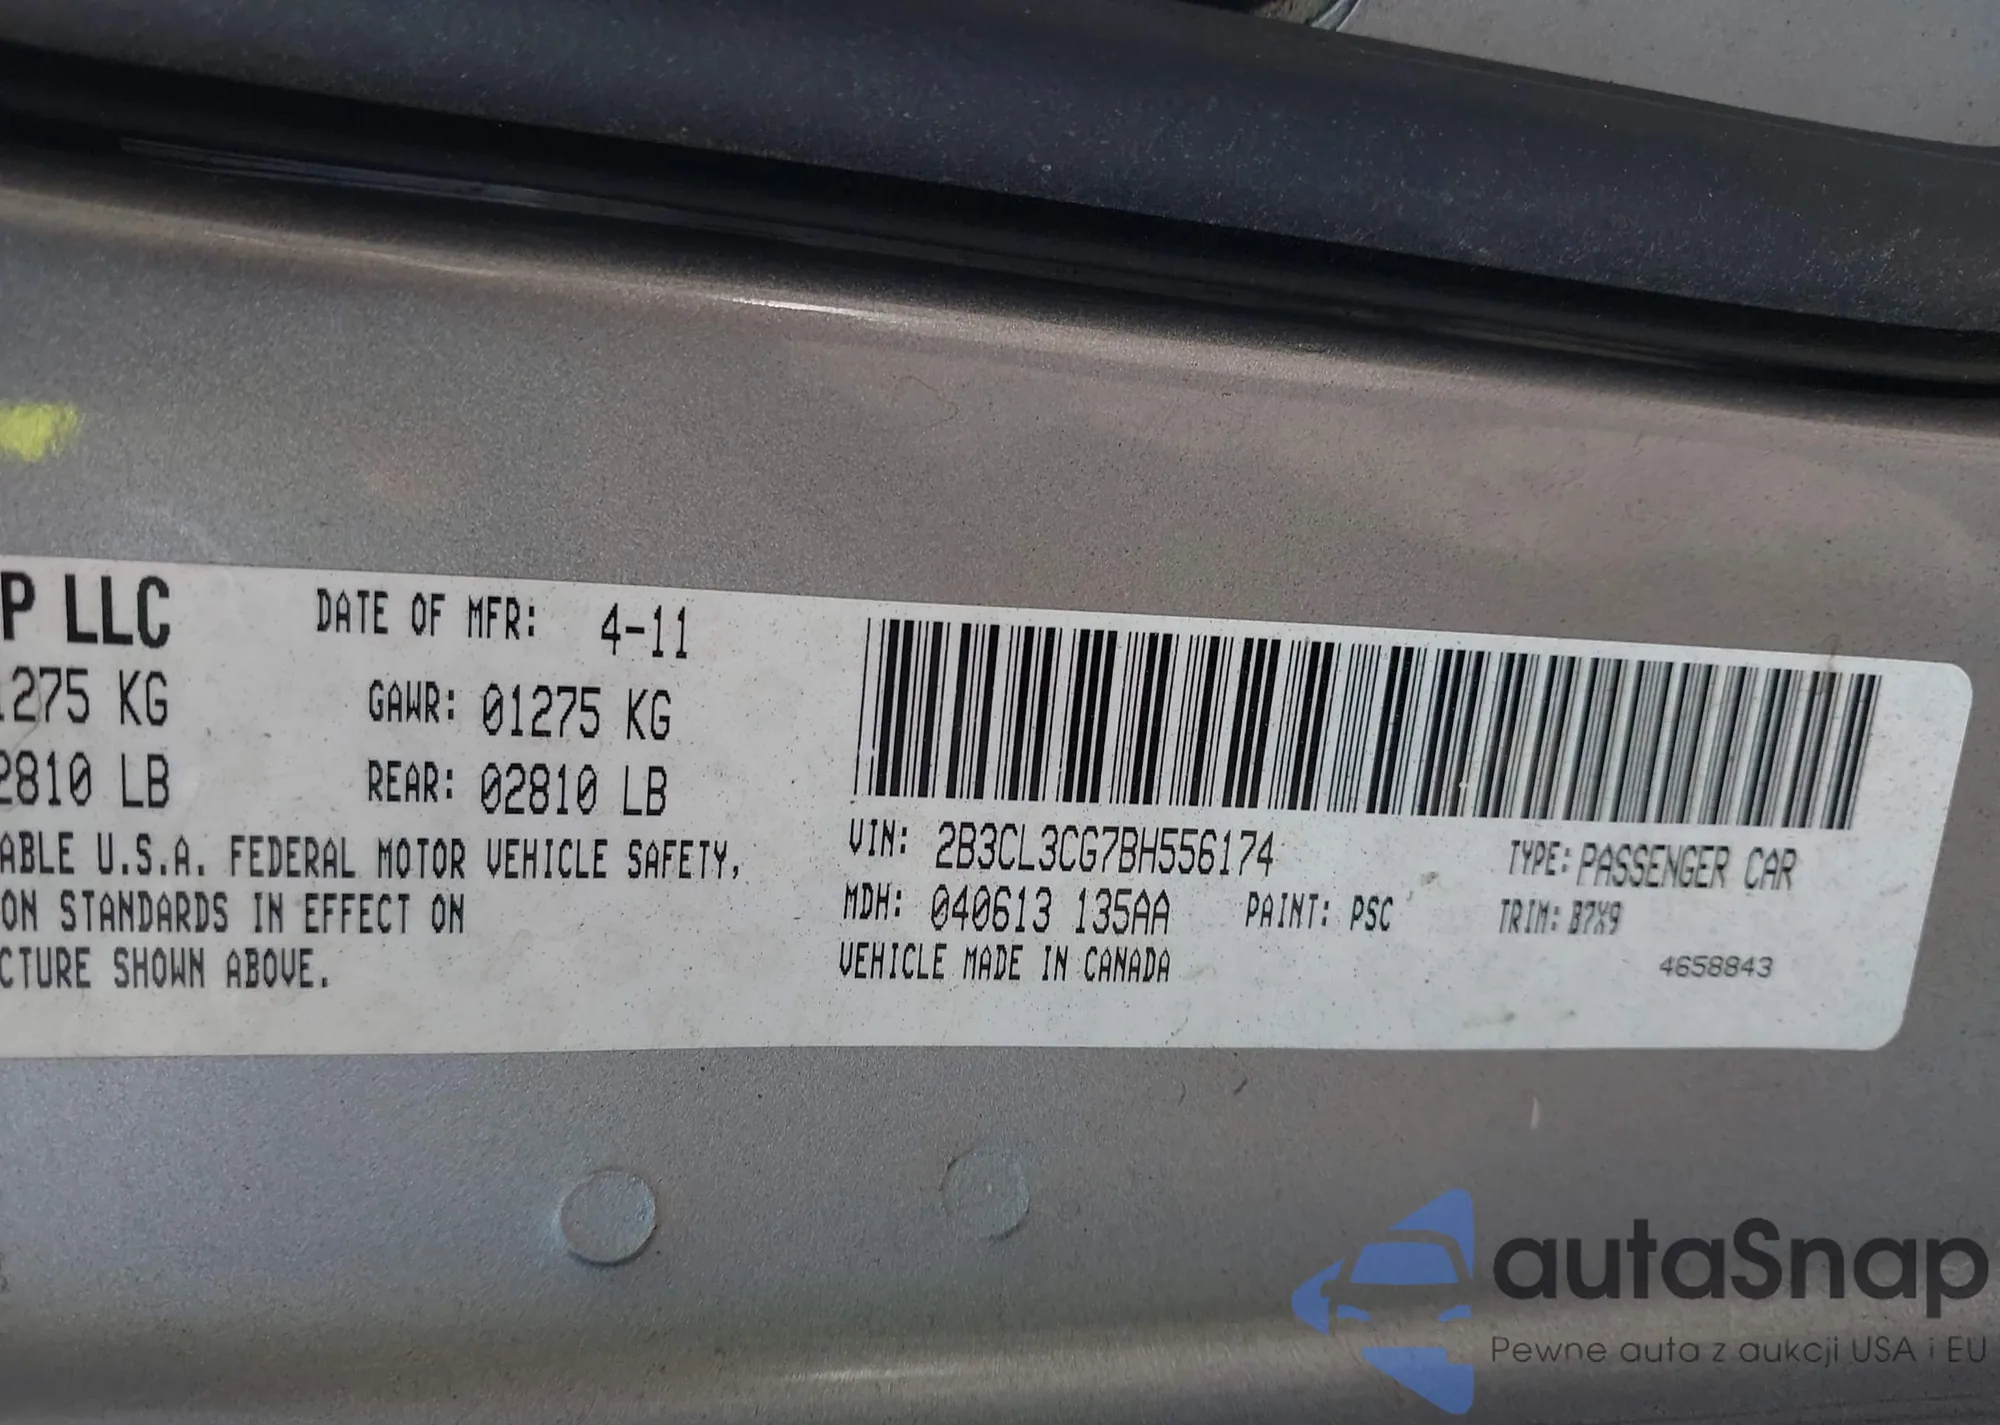 P LLC DATE OF MFR: 4-11
1275 KG GAWR: 01275 KG
2810 LB REAR: 02810 LB
ABLE U.S.A. FEDERAL MOTOR VEHICLE SAFETY,
ON STANDARDS IN EFFECT ON
CTURE SHOWN ABOVE.
VIN: 2B3CL3CG7BH556174 TYPE: PASSENGER CAR
MDH: 040613 135AA PAINT: PSC TRIM: B7X9
VEHICLE MADE IN CANADA
4658843
autaSnap
Pewne auta z aukcji USA i EU